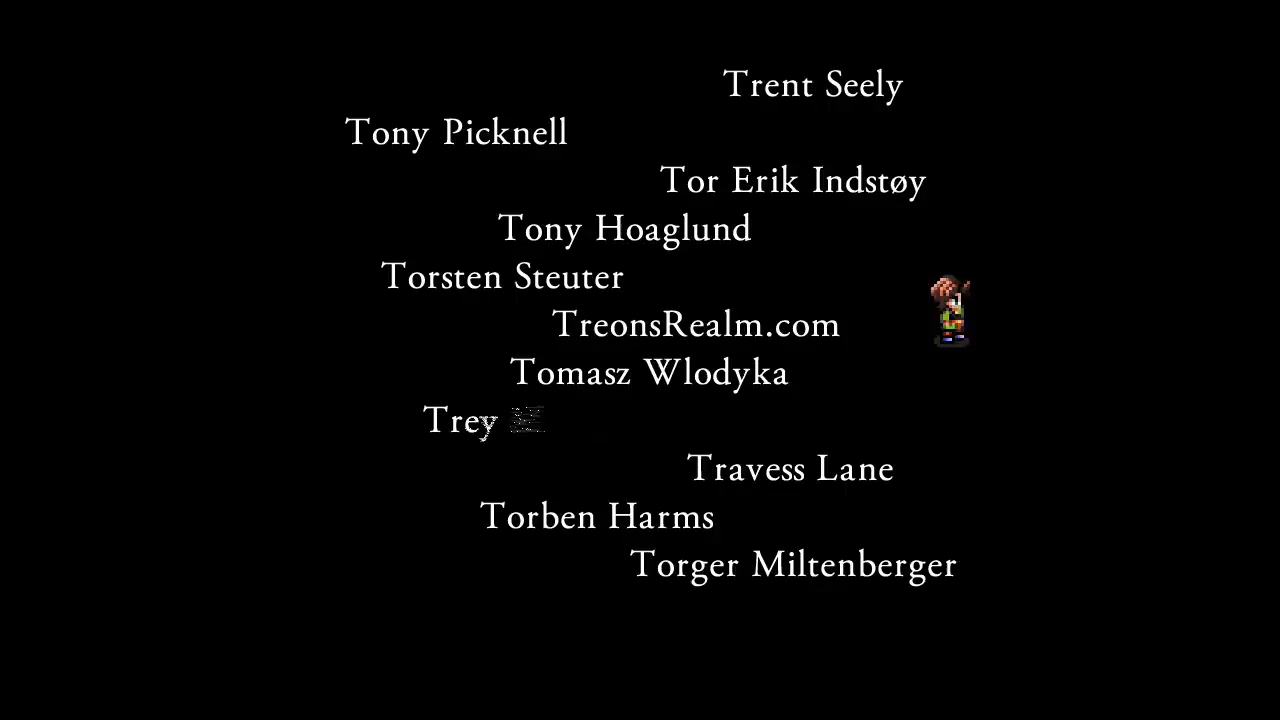 Trent Seely
Tony Picknell
Tor Erik Indstøy
Tony Hoaglund
Torsten Steuter
TreonsRealm.com
Tomasz Wlodyka
Trey
Travess Lane
Torben Harms
Torger Miltenberger